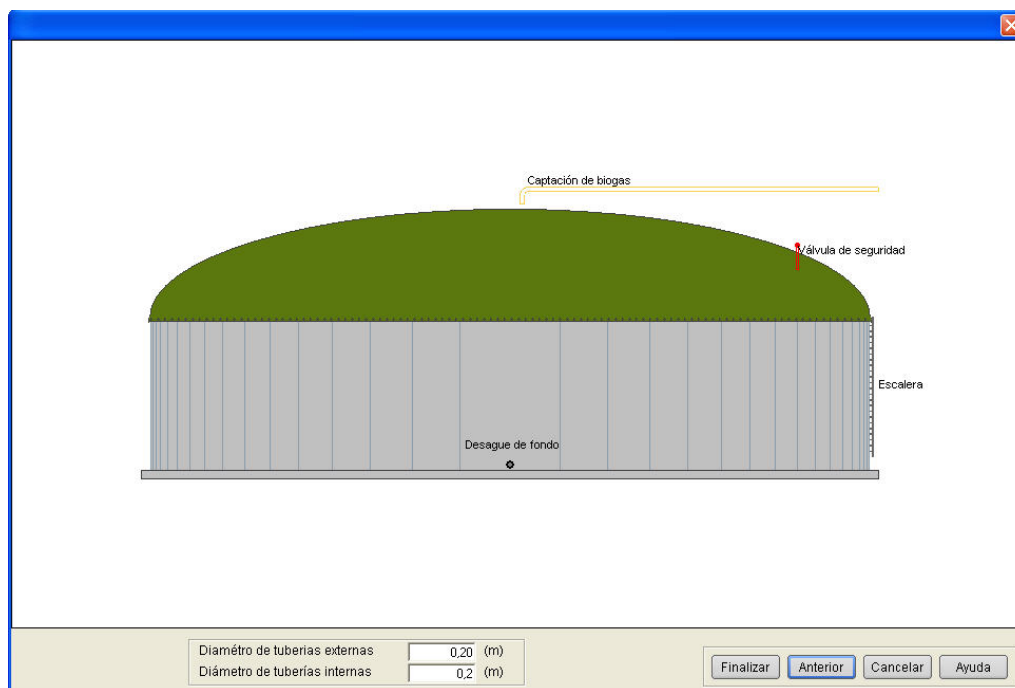 Captación de biogas
Válvula de seguridad
Escalera
Desague de fondo
Diamétro de tuberias externas 0,20 (m)
Diámetro de tuberías internas 0,2 (m)
Finalizar Anterior Cancelar Ayuda